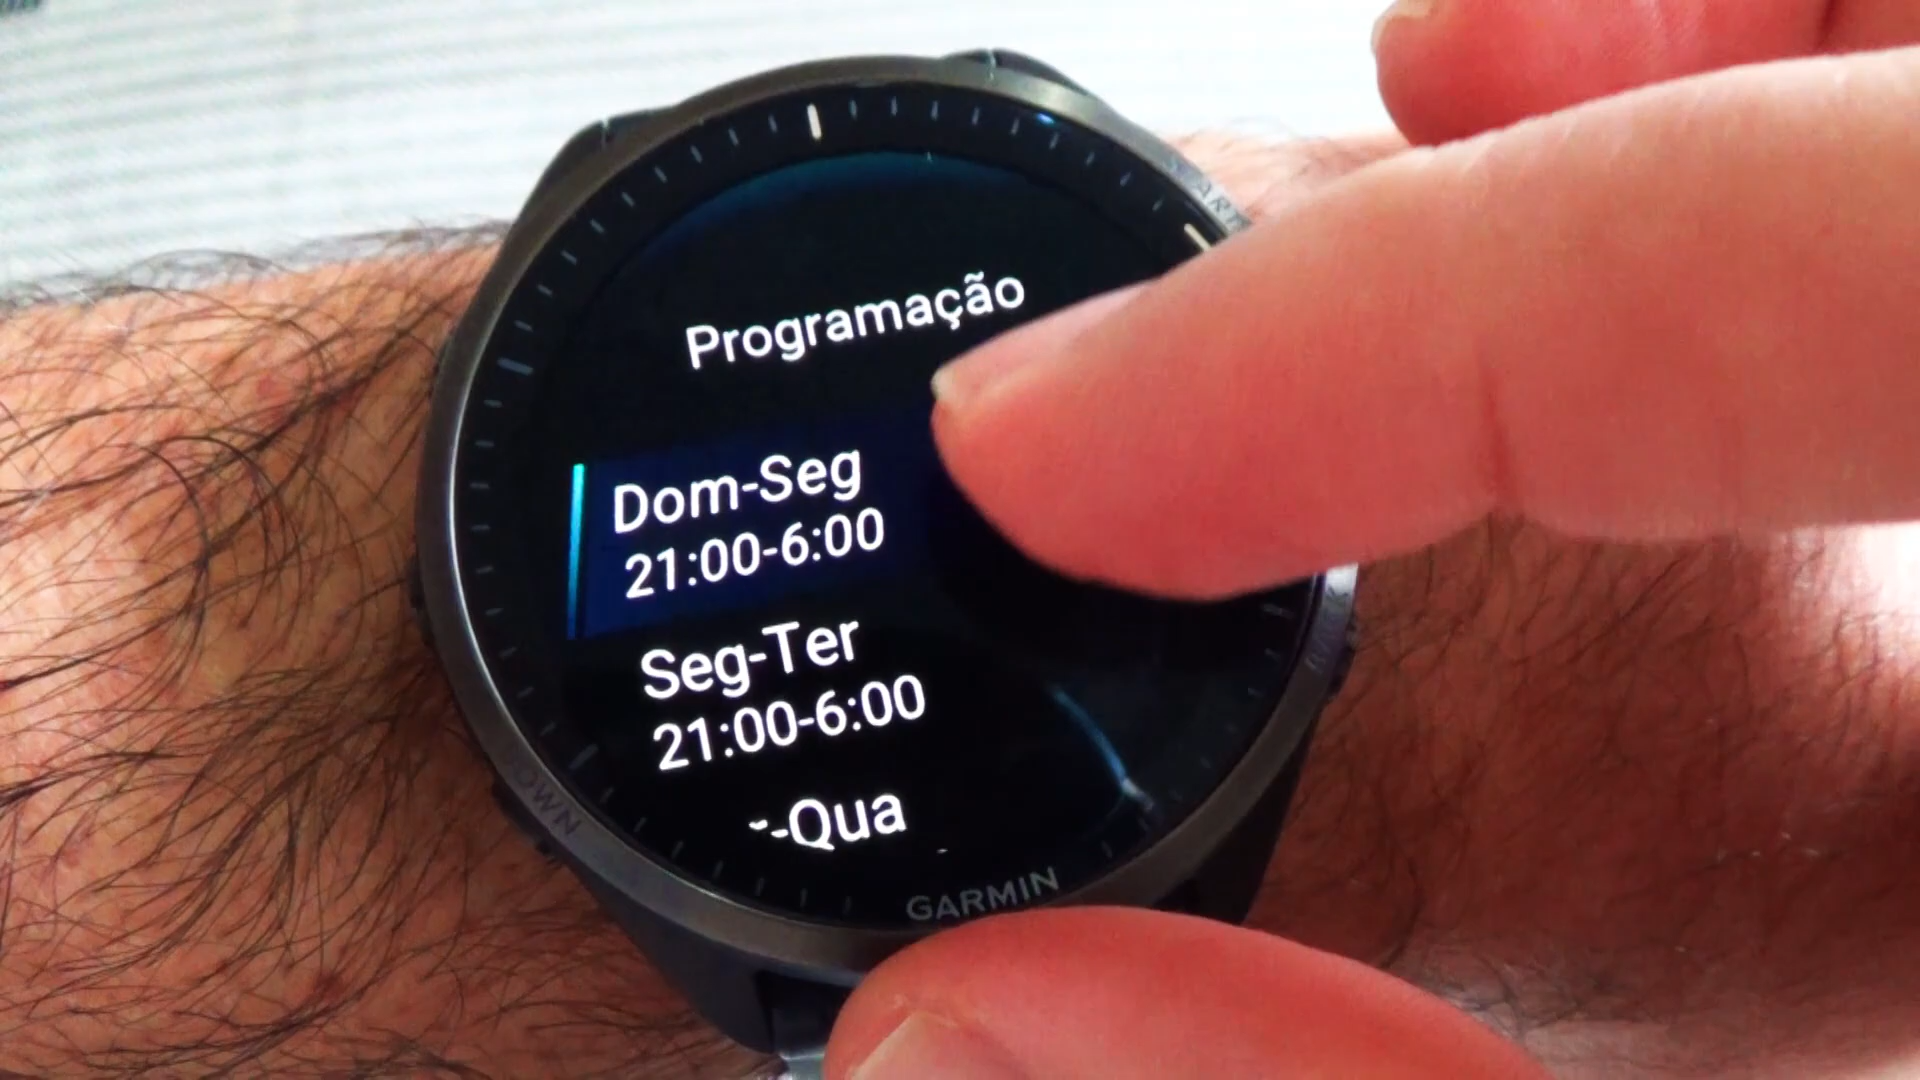 Programação
Dom-Seg
21:00-6:00
Seg-Ter
21:00-6:00
-Qua
GARMIN